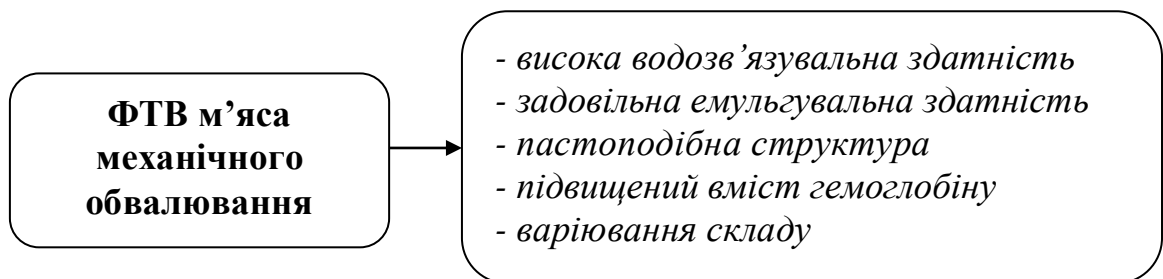 ФТВ м’яса
механічного
обвалювання
- висока водозв’язувальна здатність
- задовільна емульгувальна здатність
- пастоподібна структура
- підвищений вміст гемоглобіну
- варіювання складу